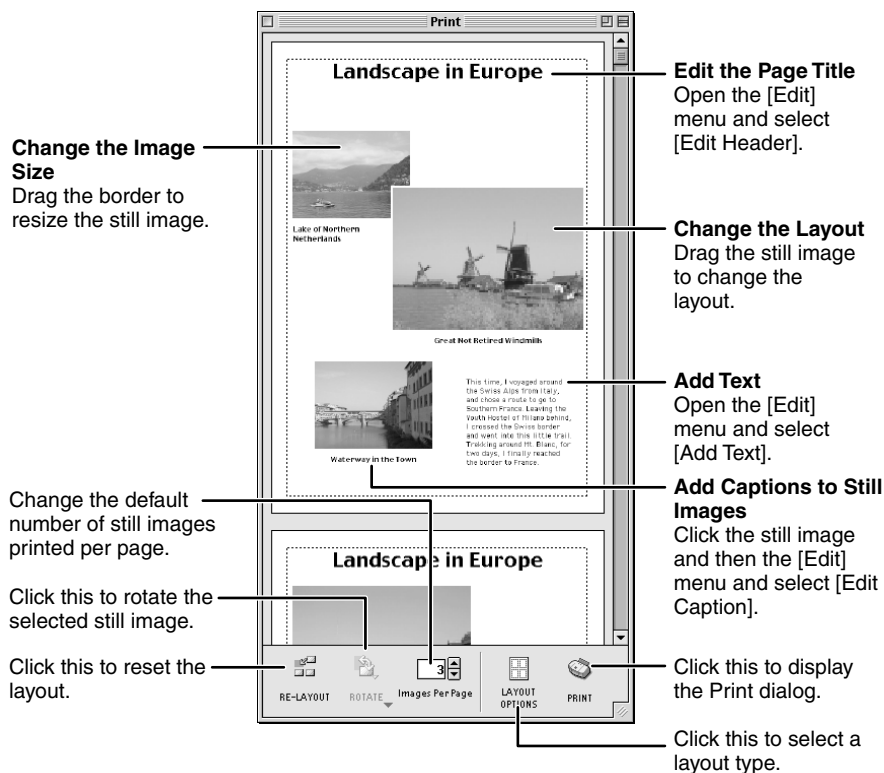 Print
Landscape in Europe
Edit the Page Title
Open the [Edit]
menu and select
[Edit Header].
Change the Image
Size
Drag the border to
resize the still image.
Lake of Northern
Netherlands
Change the Layout
Drag the still image
to change the
layout.
Great Not Retired Windmills
Add Text
Open the [Edit]
menu and select
[Add Text].
This time, I voyaged around
the Swiss Alps from Italy,
and chose a route to go to
Southern France. Leaving the
Youth Hostel of Milano behind,
I crossed the Swiss border
and went into this little trail.
Trekking around Mt. Blanc, for
two days, I finally reached
the border to France.
Waterway in the Town
Add Captions to Still
Images
Click the still image
and then the [Edit]
menu and select [Edit
Caption].
Change the default
number of still images
printed per page.
Landscape in Europe
Click this to rotate the
selected still image.
Click this to reset the
layout.
RE-LAYOUT
ROTATE
3
Images Per Page
LAYOUT
OPTIONS
PRINT
Click this to display
the Print dialog.
Click this to select a
layout type.